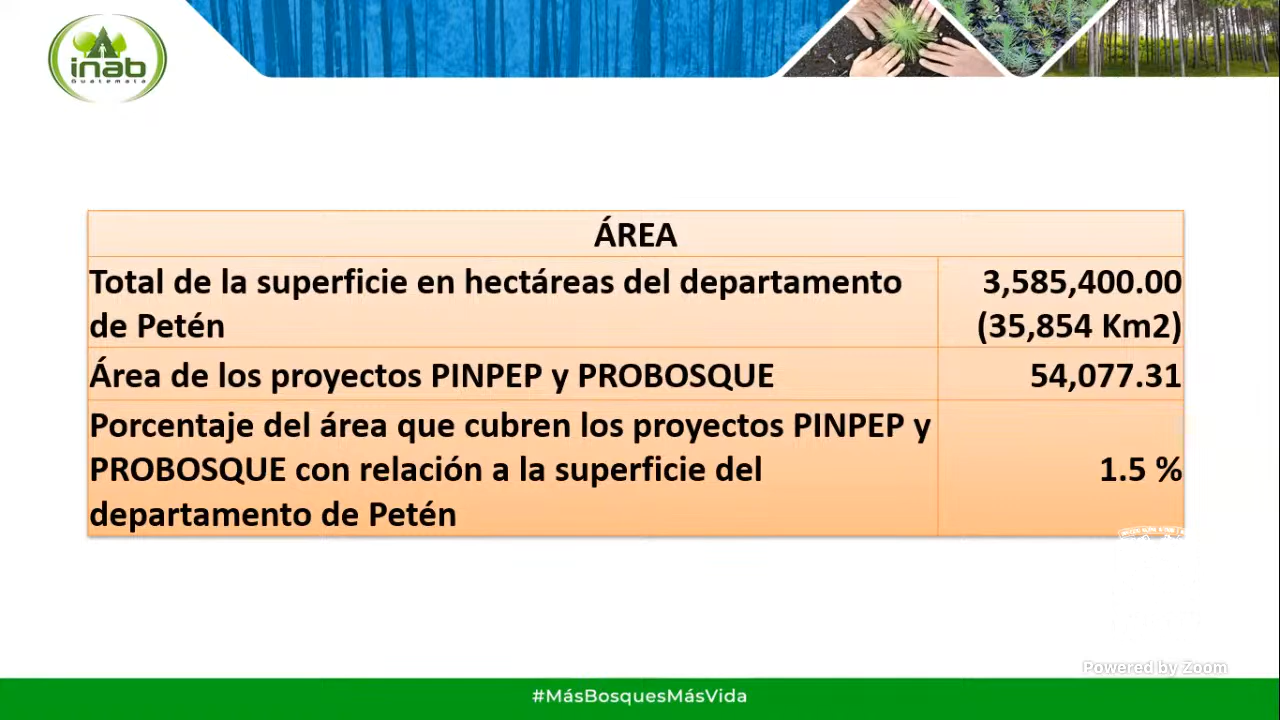 inab
Guatemala
ÁREA
Total de la superficie en hectáreas del departamento
de Petén
3,585,400.00
(35,854 Km2)
Área de los proyectos PINPEP y PROBOSQUE
54,077.31
Porcentaje del área que cubren los proyectos PINPEP y
PROBOSQUE con relación a la superficie del
departamento de Petén
1.5 %
Powered by Zoom
#MásBosquesMásVida